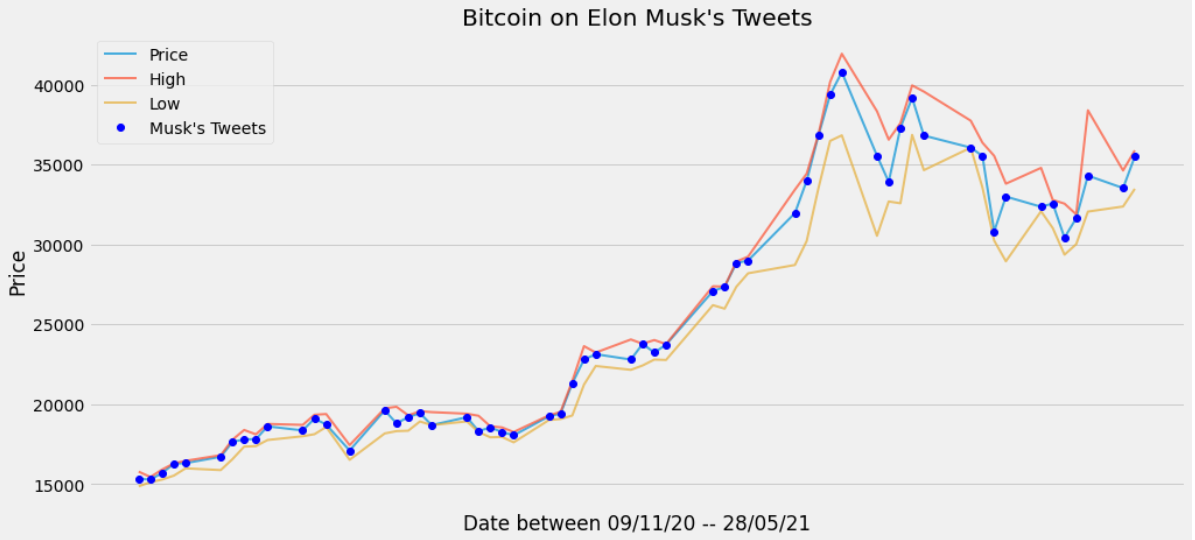 Bitcoin on Elon Musk's Tweets
Price
High
Low
Musk's Tweets
40000
35000
30000
25000
20000
15000
Price
Date between 09/11/20 -- 28/05/21